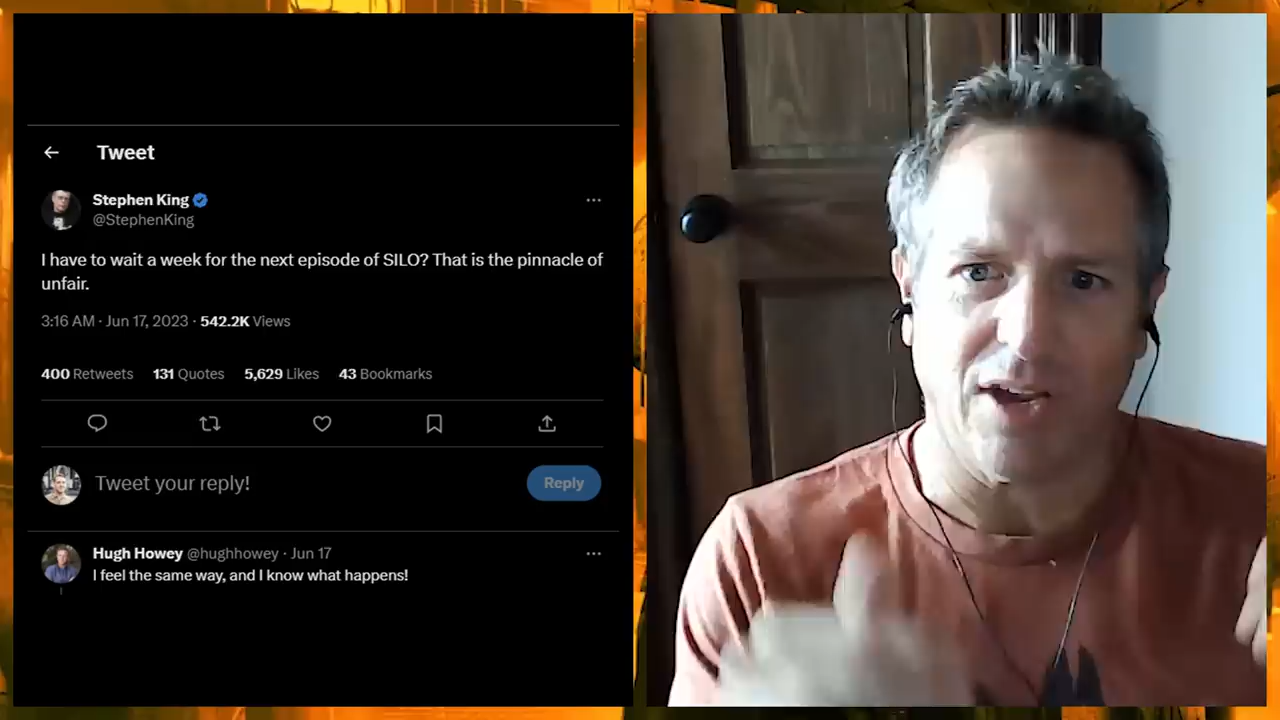 Tweet
Stephen King
@StephenKing
I have to wait a week for the next episode of SILO? That is the pinnacle of
unfair.
3:16 AM · Jun 17, 2023 · 542.2K Views
400 Retweets 131 Quotes 5,629 Likes 43 Bookmarks
Tweet your reply!
Reply
Hugh Howey @hughhowey · Jun 17
I feel the same way, and I know what happens!